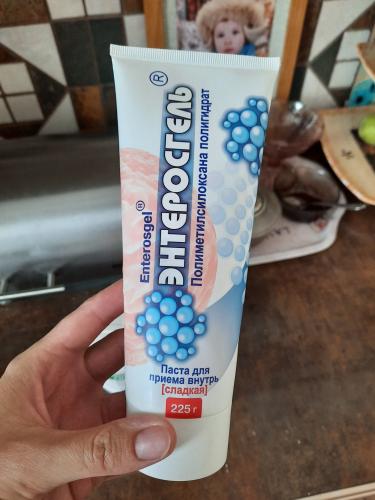 Enterosgel®
ЭНТЕРОСГЕЛЬ®
Полиметилсилоксана полигидрат
Паста для
приема внутрь
[сладкая]
225 г